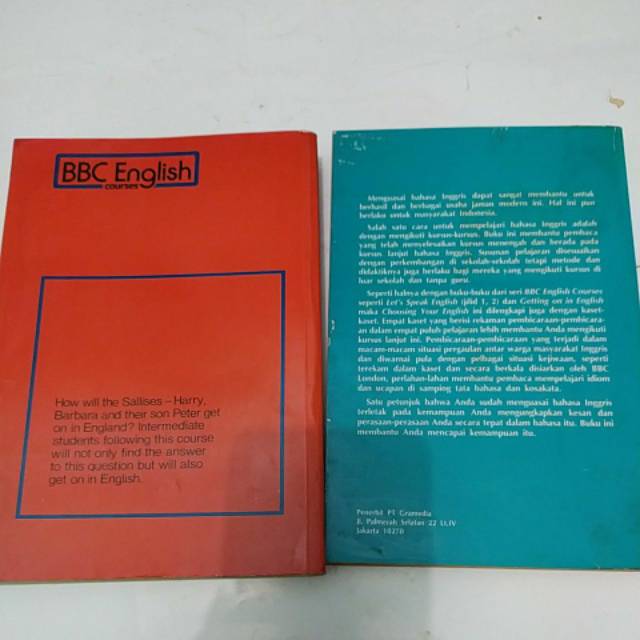 BBC English
courses
How will the Sallises – Harry,
Barbara and their son Peter get
on in England? Intermediate
students following this course
will not only find the answer
to this question but will also
get on in English.
Menguasai bahasa Inggris dapat sangat membantu untuk
berhasil dan berbagai usaha jaman modern ini. Hal ini pun
berlaku untuk masyarakat Indonesia.
Salah satu cara untuk mempelajari bahasa Inggris adalah
dengan mengikuti kursus-kursus. Buku ini membantu pembaca
yang telah menyelesaikan kursus menengah dan berada pada
kursus lanjut bahasa Inggris. Susunan pelajaran disesuaikan
dengan perkembangan di sekolah-sekolah tetapi metode dan
didaktiknya juga berlaku bagi mereka yang mengikuti kursus di
luar sekolah dan tanpa guru.
Seperti halnya dengan buku-buku dari seri BBC English Courses
seperti Let's Speak English (jilid 1, 2) dan Getting on in English
maka Choosing Your English ini dilengkapi juga dengan kaset-
kaset. Empat kaset yang berisi rekaman pembicaraan-pembicara-
an dalam empat puluh pelajaran lebih membantu Anda mengikuti
kursus lanjut ini. Pembicaraan-pembicaraan yang terjadi dalam
macam-macam situasi pergaulan antar warga masyarakat Inggris
dan diwarnai pula dengan pelbagai situasi kejiwaan, seperti
terekam dalam kaset dan secara berkala disiarkan oleh BBC
London, perlahan-lahan membantu pembaca mempelajari idiom
dan ucapan di samping tata bahasa dan kosakata.
Satu petunjuk bahwa Anda sudah menguasai bahasa Inggris
terletak pada kemampuan Anda mengungkapkan kesan dan
perasaan-perasaan Anda secara tepat dalam bahasa itu. Buku ini
membantu Anda mencapai kemampuan itu.
Penerbit PT Gramedia
Jl. Palmerah Selatan 22 Lt.IV
Jakarta 10270